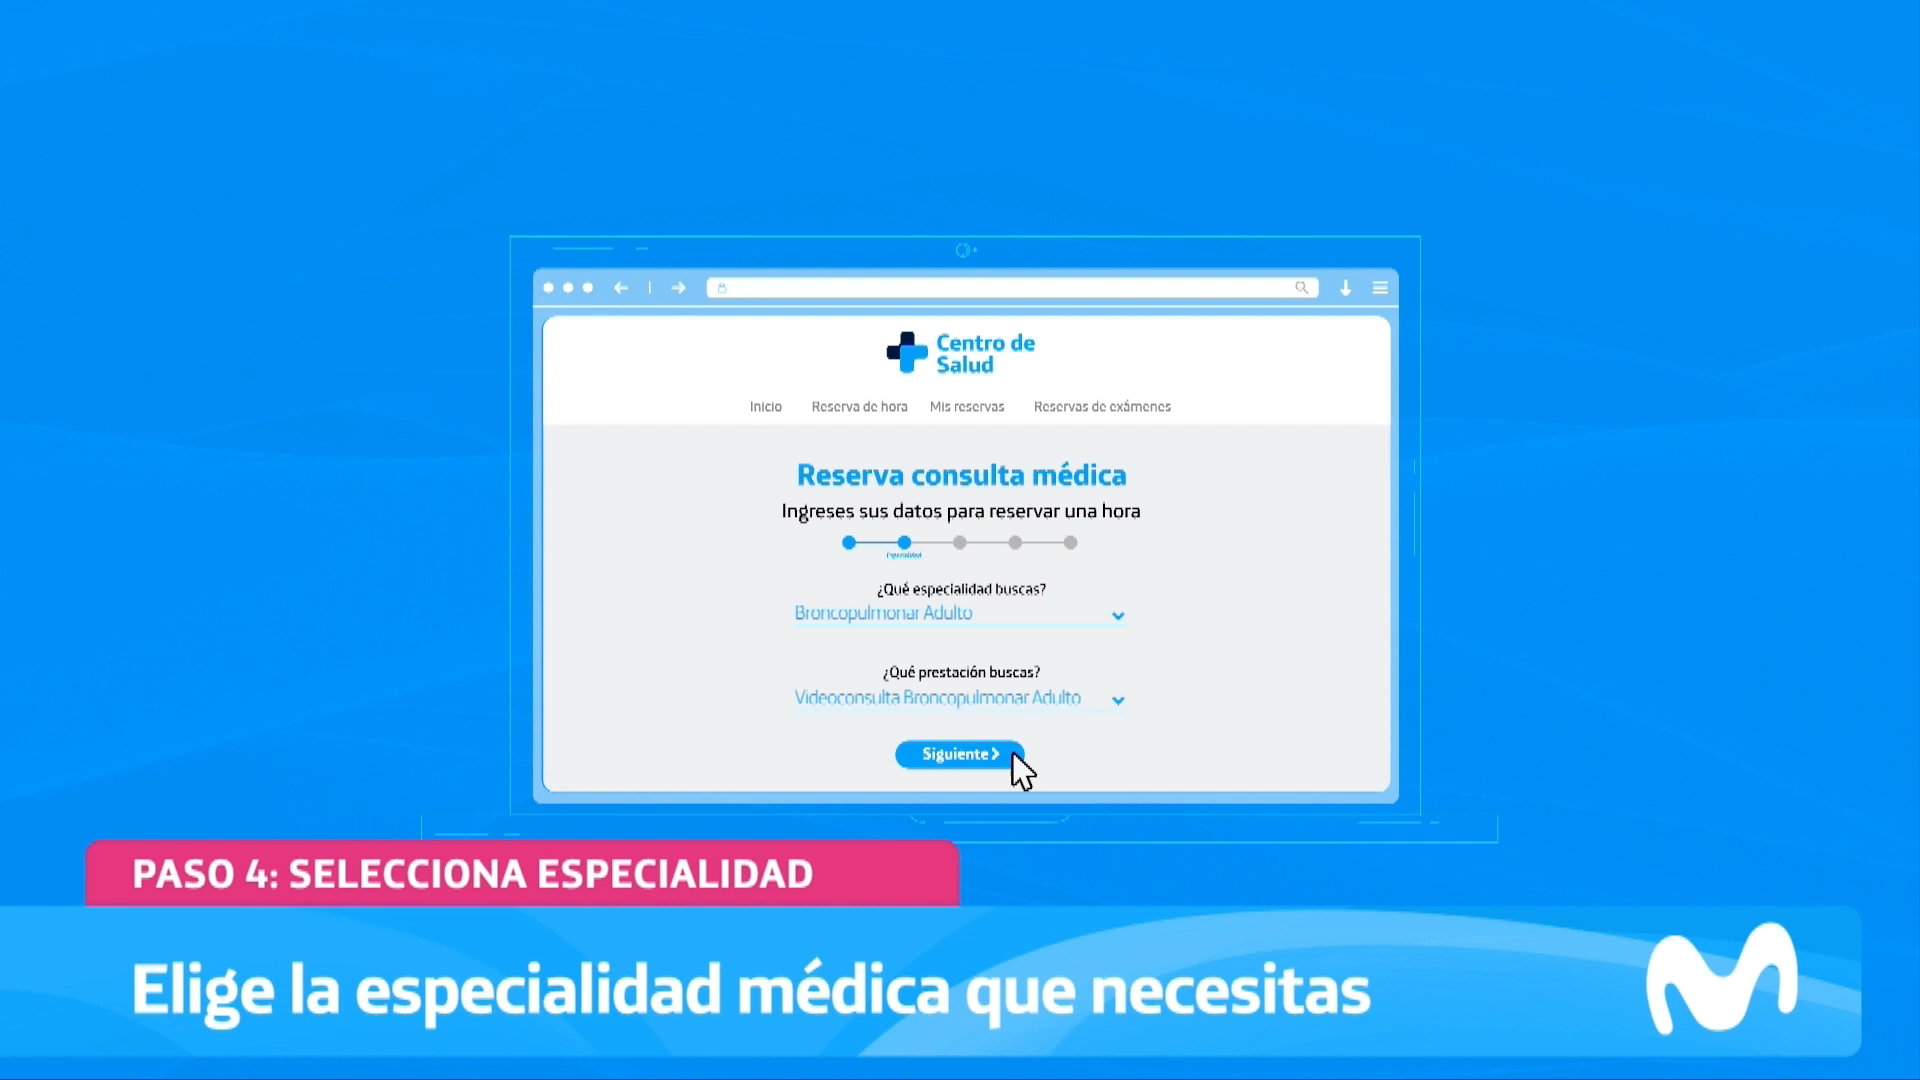 Centro de
Salud
Inicio Reserva de hora Mis reservas Reservas de exámenes
Reserva consulta médica
Ingreses sus datos para reservar una hora
Especialidad
¿Qué especialidad buscas?
Broncopulmonar Adulto
¿Qué prestación buscas?
Videoconsulta Broncopulmonar Adulto
Siguiente
PASO 4: SELECCIONA ESPECIALIDAD
Elige la especialidad médica que necesitas